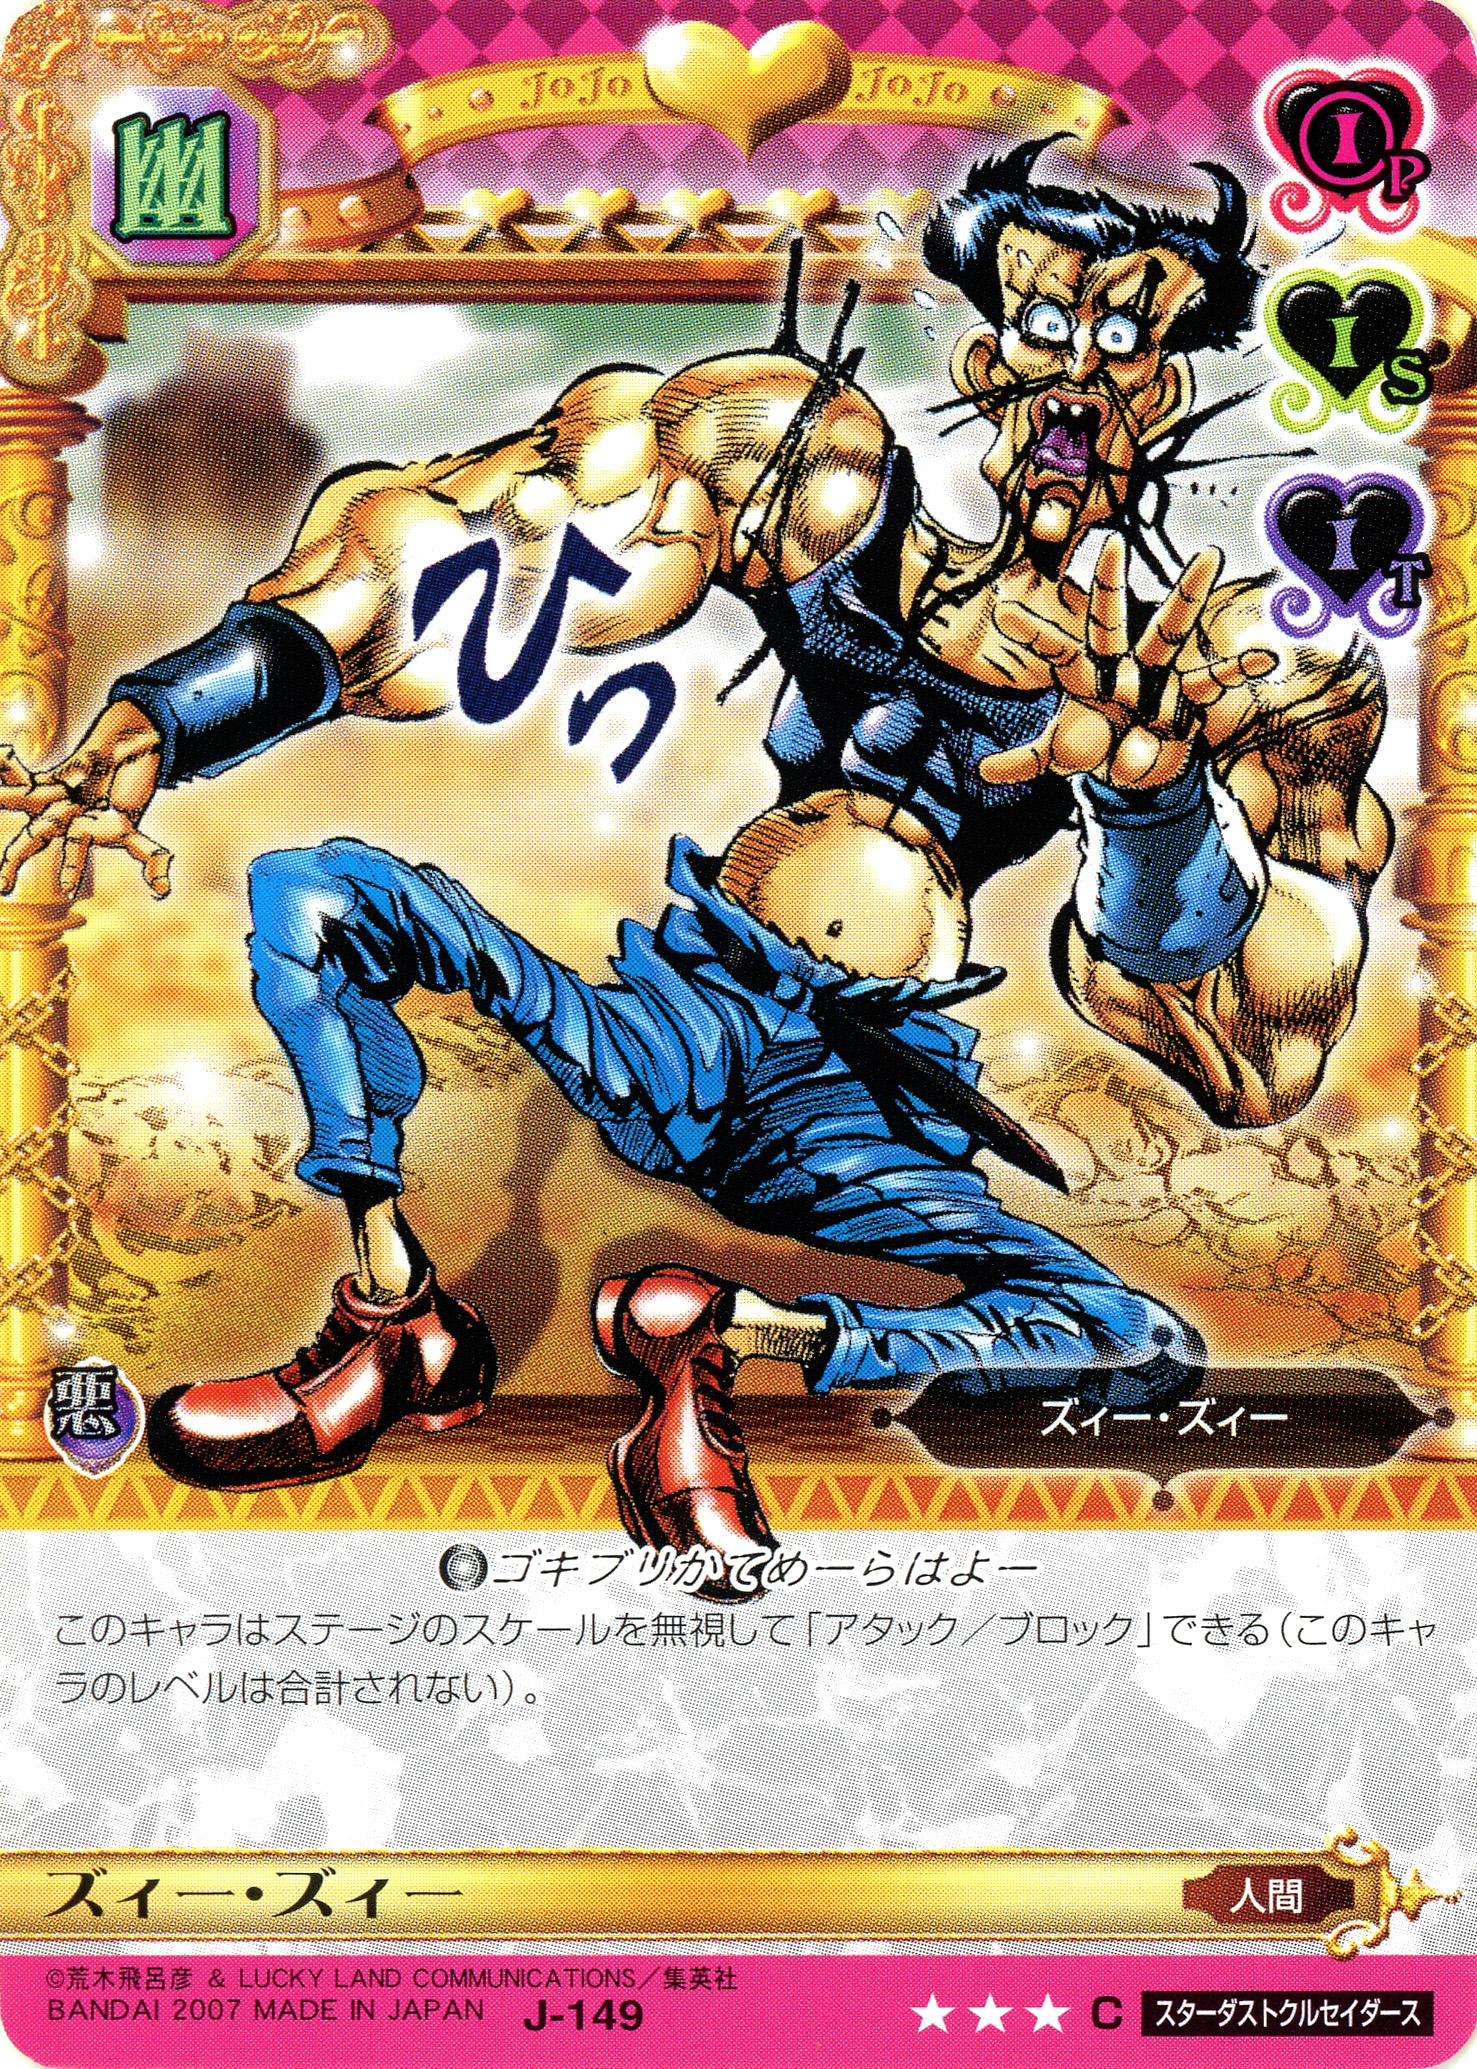 JoJo JoJo
幽
1P
1S
1T
ひっ
悪
ズィー・ズィー
ゴキブリかてめーらはよー
このキャラはステージのスケールを無視して「アタック／ブロック」できる（このキャ
ラのレベルは合計されない）。
ズィー・ズィー
人間
©荒木飛呂彦 & LUCKY LAND COMMUNICATIONS／集英社
BANDAI 2007 MADE IN JAPAN J-149
★★★ C スターダストクルセイダース